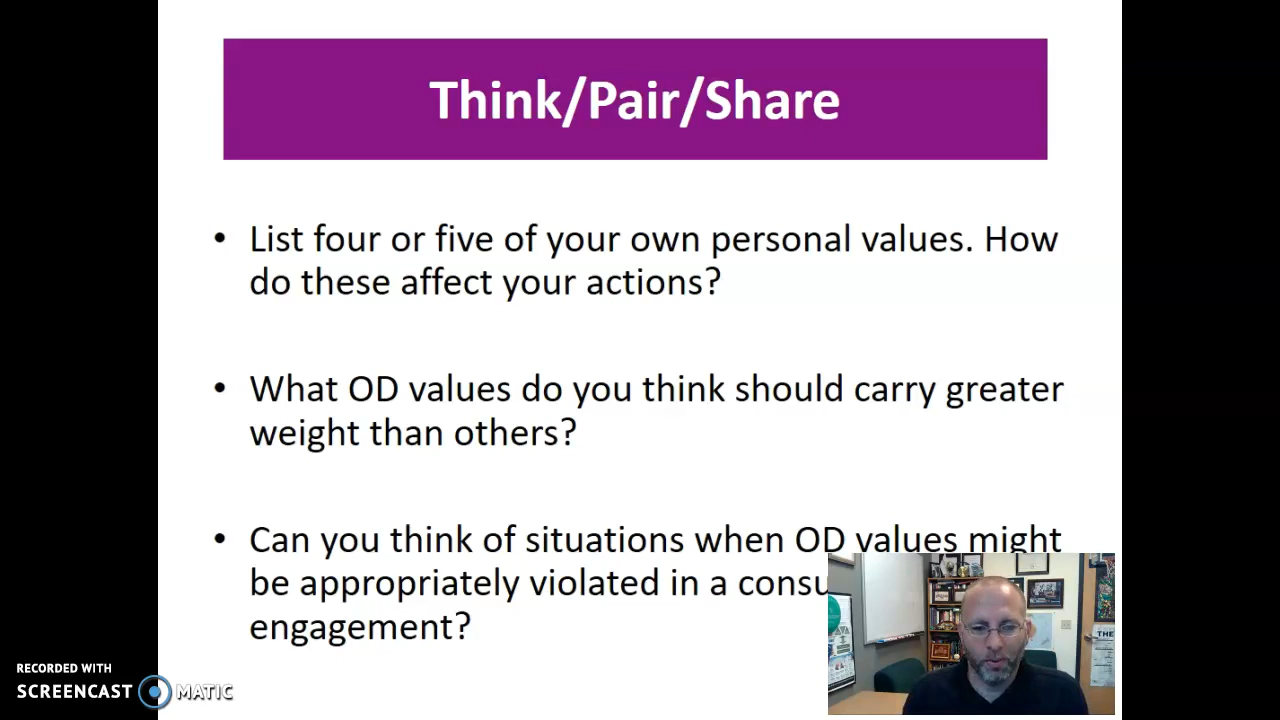 Think/Pair/Share
• List four or five of your own personal values. How
do these affect your actions?
• What OD values do you think should carry greater
weight than others?
• Can you think of situations when OD values might
be appropriately violated in a consu
engagement?
RECORDED WITH
SCREENCAST MATIC
THE